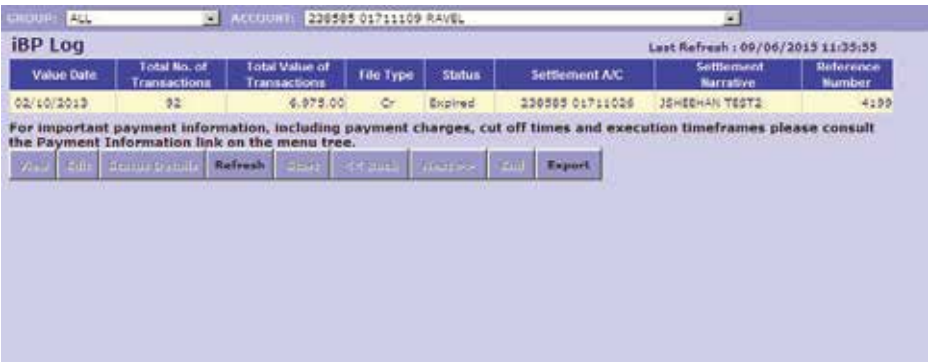 GROUP: ALL ACCOUNT: 238585 01711109 RAVEL
iBP Log Last Refresh : 09/06/2015 11:35:55
Value Date Total No. of Transactions Total Value of Transactions File Type Status Settlement A/C Settlement Narrative Reference Number
02/10/2013 92 6,975.00 Cr Expired 238585 01711026 JSHEEHAN TEST2 4199
For important payment information, including payment charges, cut off times and execution timeframes please consult
the Payment Information link on the menu tree.
View Edit Status Details Refresh Start << Back Next >> End Export